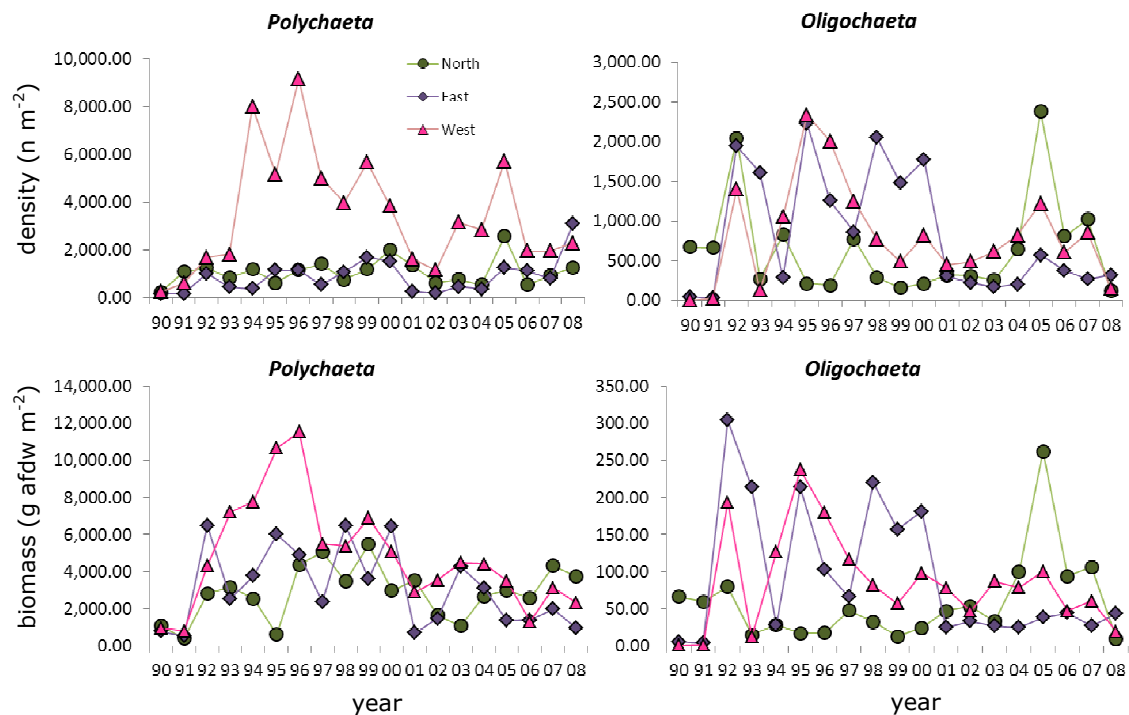 Polychaeta
density (n m-2)
10,000.00
8,000.00
6,000.00
4,000.00
2,000.00
0.00
North
East
West
90 91 92 93 94 95 96 97 98 99 00 01 02 03 04 05 06 07 08
Oligochaeta
3,000.00
2,500.00
2,000.00
1,500.00
1,000.00
500.00
0.00
90 91 92 93 94 95 96 97 98 99 00 01 02 03 04 05 06 07 08
Polychaeta
biomass (g afdw m-2)
14,000.00
12,000.00
10,000.00
8,000.00
6,000.00
4,000.00
2,000.00
0.00
90 91 92 93 94 95 96 97 98 99 00 01 02 03 04 05 06 07 08
year
Oligochaeta
350.00
300.00
250.00
200.00
150.00
100.00
50.00
0.00
90 91 92 93 94 95 96 97 98 99 00 01 02 03 04 05 06 07 08
year